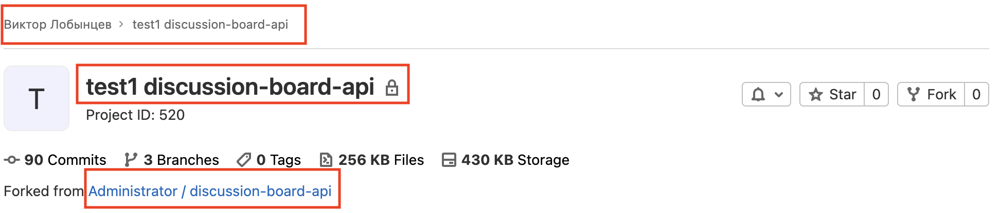 Виктор Лобынцев > test1 discussion-board-api
T
test1 discussion-board-api
Project ID: 520
Star 0 Fork 0
90 Commits 3 Branches 0 Tags 256 KB Files 430 KB Storage
Forked from Administrator / discussion-board-api